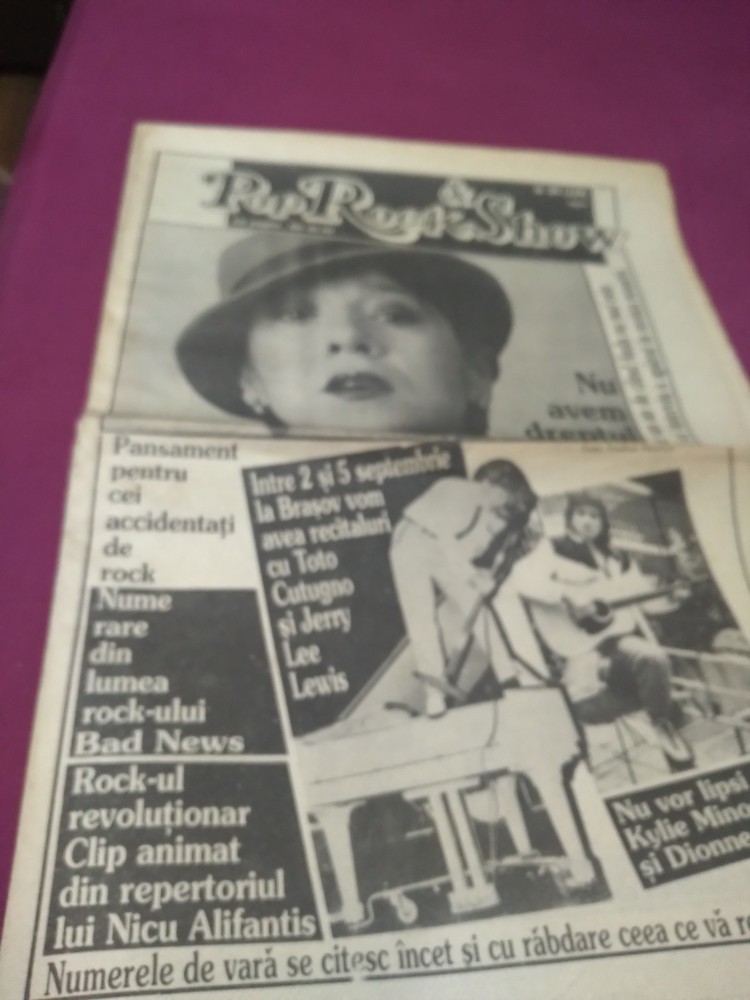 Pop Rock & Show
Nu
avem
dreptul
Pansament
pentru
cei
accidentați
de
rock
Între 2 și 5 septembrie
la Brașov vom
avea recitaluri
cu Toto
Cutugno
și Jerry
Lee
Lewis
Nume
rare
din
lumea
rock-ului
Bad News
Rock-ul
revoluționar
Clip animat
din repertoriul
lui Nicu Alifantis
Nu vor lipsi
Kylie Mino
și Dionne
Numerele de vară se citesc încet și cu răbdare ceea ce vă